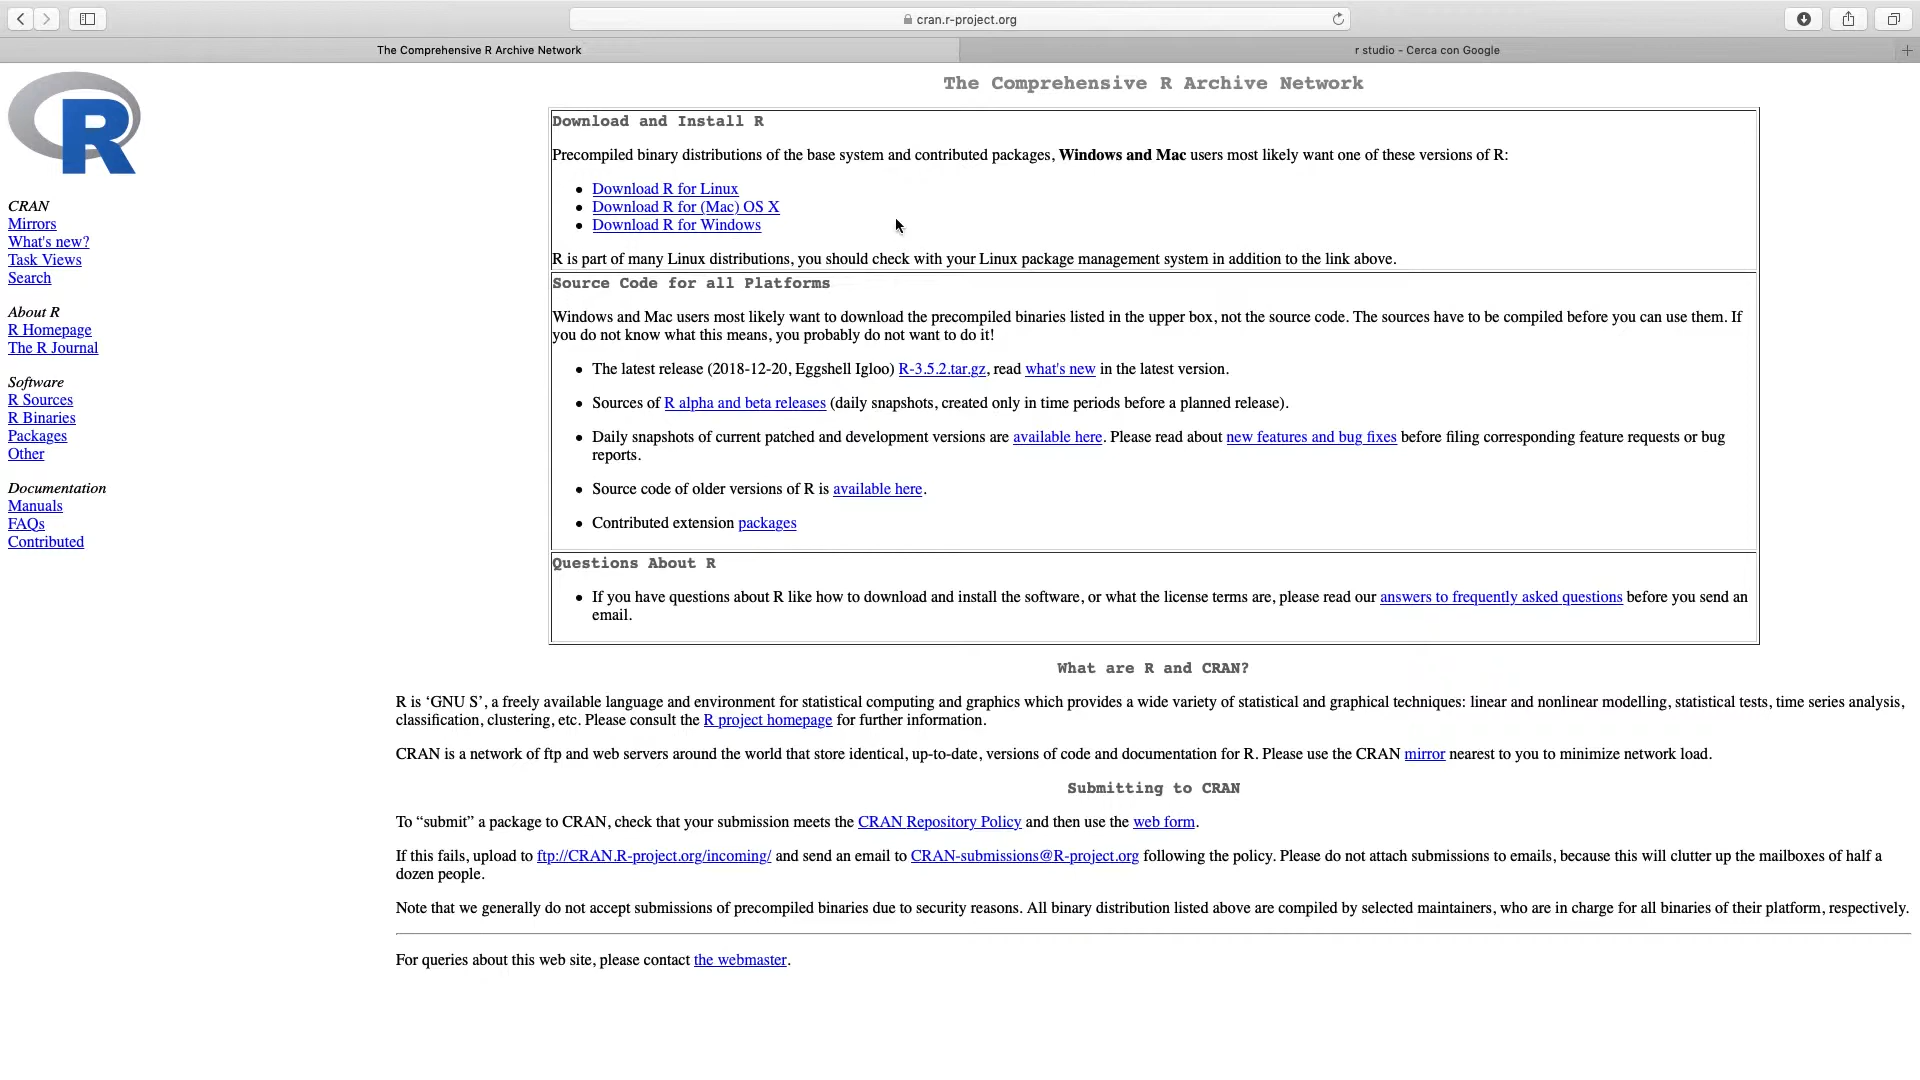 cran.r-project.org
The Comprehensive R Archive Network
r studio - Cerca con Google
R
CRAN
Mirrors
What's new?
Task Views
Search
About R
R Homepage
The R Journal
Software
R Sources
R Binaries
Packages
Other
Documentation
Manuals
FAQs
Contributed
The Comprehensive R Archive Network
Download and Install R
Precompiled binary distributions of the base system and contributed packages, Windows and Mac users most likely want one of these versions of R:
Download R for Linux
Download R for (Mac) OS X
Download R for Windows
R is part of many Linux distributions, you should check with your Linux package management system in addition to the link above.
Source Code for all Platforms
Windows and Mac users most likely want to download the precompiled binaries listed in the upper box, not the source code. The sources have to be compiled before you can use them. If
you do not know what this means, you probably do not want to do it!
The latest release (2018-12-20, Eggshell Igloo) R-3.5.2.tar.gz, read what's new in the latest version.
Sources of R alpha and beta releases (daily snapshots, created only in time periods before a planned release).
Daily snapshots of current patched and development versions are available here. Please read about new features and bug fixes before filing corresponding feature requests or bug
reports.
Source code of older versions of R is available here.
Contributed extension packages
Questions About R
If you have questions about R like how to download and install the software, or what the license terms are, please read our answers to frequently asked questions before you send an
email.
What are R and CRAN?
R is ‘GNU S’, a freely available language and environment for statistical computing and graphics which provides a wide variety of statistical and graphical techniques: linear and nonlinear modelling, statistical tests, time series analysis,
classification, clustering, etc. Please consult the R project homepage for further information.
CRAN is a network of ftp and web servers around the world that store identical, up-to-date, versions of code and documentation for R. Please use the CRAN mirror nearest to you to minimize network load.
Submitting to CRAN
To “submit” a package to CRAN, check that your submission meets the CRAN Repository Policy and then use the web form.
If this fails, upload to ftp://CRAN.R-project.org/incoming/ and send an email to CRAN-submissions@R-project.org following the policy. Please do not attach submissions to emails, because this will clutter up the mailboxes of half a
dozen people.
Note that we generally do not accept submissions of precompiled binaries due to security reasons. All binary distribution listed above are compiled by selected maintainers, who are in charge for all binaries of their platform, respectively.
For queries about this web site, please contact the webmaster.